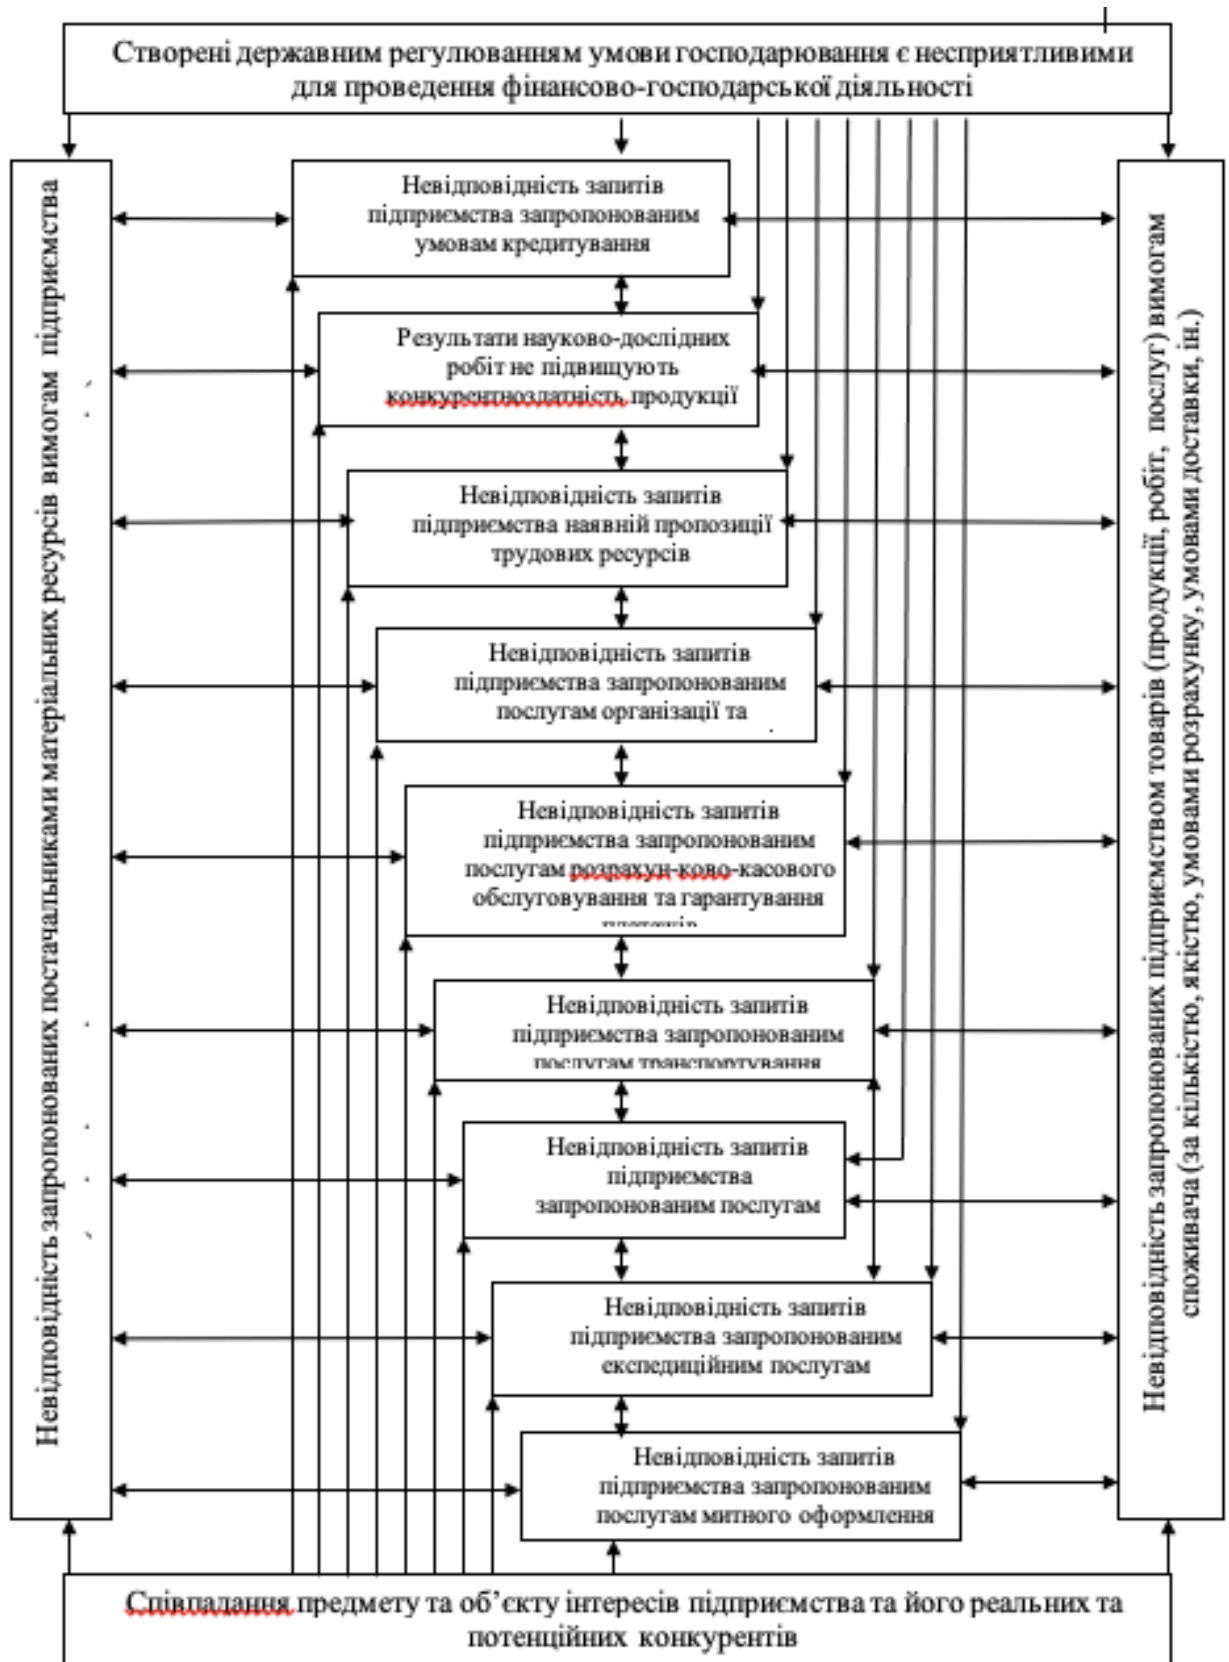 Створені державним регулюванням умови господарювання є несприятливими
для проведення фінансово-господарської діяльності
Невідповідність запропонованих постачальниками матеріальних ресурсів вимогам підприємства
Невідповідність запитів
підприємства запропонованим
умовам кредитування
Результати науково-дослідних
робіт не підвищують
конкурентноздатність продукції
Невідповідність запитів
підприємства наявній пропозиції
трудових ресурсів
Невідповідність запитів
підприємства запропонованим
послугам організації та
Невідповідність запитів
підприємства запропонованим
послугам розрахун-ково-касового
обслуговування та гарантування
Невідповідність запитів
підприємства запропонованим
послугам транспортування
Невідповідність запитів
підприємства
запропонованим послугам
Невідповідність запитів
підприємства запропонованим
експедиційним послугам
Невідповідність запитів
підприємства запропонованим
послугам митного оформлення
Невідповідність запропонованих підприємством товарів (продукції, робіт, послуг) вимогам
споживача (за кількістю, якістю, умовами розрахунку, умовами доставки, ін.)
Співпадання предмету та об’єкту інтересів підприємства та його реальних та
потенційних конкурентів